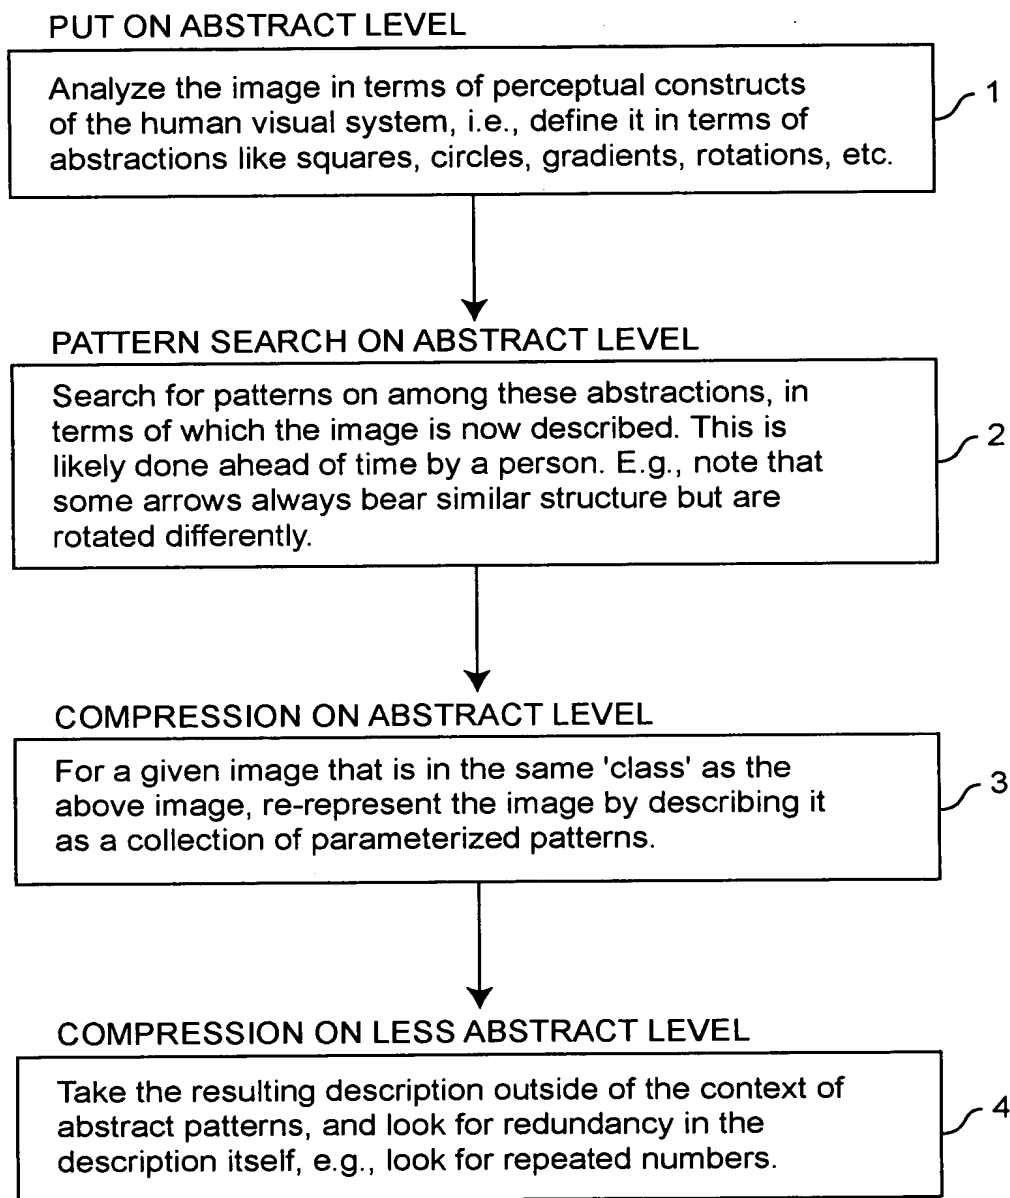 PUT ON ABSTRACT LEVEL
Analyze the image in terms of perceptual constructs
of the human visual system, i.e., define it in terms of
abstractions like squares, circles, gradients, rotations, etc.
1
PATTERN SEARCH ON ABSTRACT LEVEL
Search for patterns on among these abstractions, in
terms of which the image is now described. This is
likely done ahead of time by a person. E.g., note that
some arrows always bear similar structure but are
rotated differently.
2
COMPRESSION ON ABSTRACT LEVEL
For a given image that is in the same 'class' as the
above image, re-represent the image by describing it
as a collection of parameterized patterns.
3
COMPRESSION ON LESS ABSTRACT LEVEL
Take the resulting description outside of the context of
abstract patterns, and look for redundancy in the
description itself, e.g., look for repeated numbers.
4